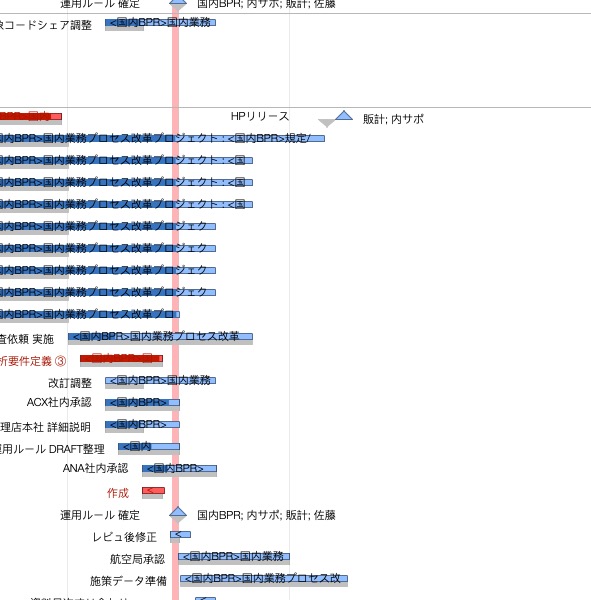 運用ルール 確定 国内BPR; 内サポ; 販計; 佐藤
コードシェア調整 <国内BPR>国内業務
HPリリース 販計; 内サポ
国内BPR>国内業務プロセス改革プロジェクト : <国内BPR>規定/
国内BPR>国内業務プロセス改革プロジェクト : <国
国内BPR>国内業務プロセス改革プロジェクト : <国
国内BPR>国内業務プロセス改革プロジェクト : <国
国内BPR>国内業務プロセス改革プロジェク
国内BPR>国内業務プロセス改革プロジェク
国内BPR>国内業務プロセス改革プロジェク
国内BPR>国内業務プロセス改革プロジェク
国内BPR>国内業務プロセス改革プロ
査依頼 実施 <国内BPR>国内業務プロセス改革
析要件定義 ③ <国内BPR>国
改訂調整 <国内BPR>国内業務
ACX社内承認 <国内BPR>
理店本社 詳細説明 <国内BPR>
運用ルール DRAFT整理 <国内
ANA社内承認 <国内BPR>
作成 <
運用ルール 確定 国内BPR; 内サポ; 販計; 佐藤
レビュ後修正 <
航空局承認 <国内BPR>国内業務
施策データ準備 <国内BPR>国内業務プロセス改